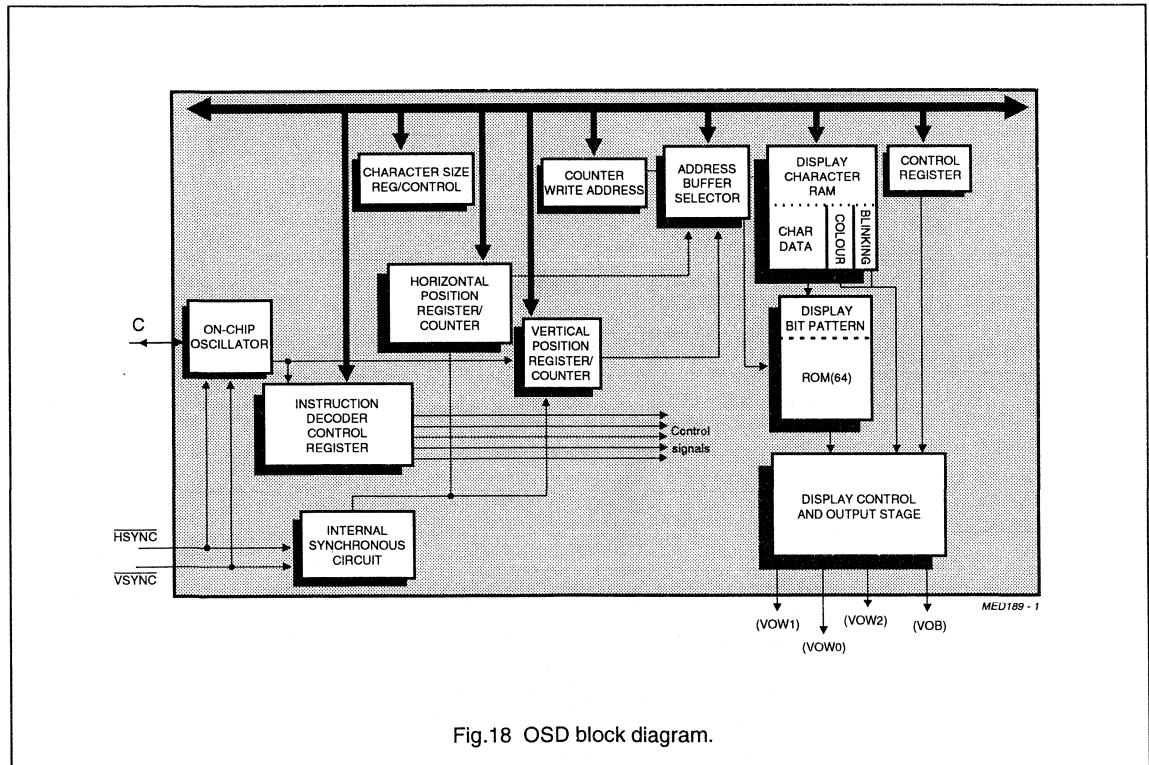 CHARACTER SIZE
REG/CONTROL
COUNTER
WRITE ADDRESS
ADDRESS
BUFFER
SELECTOR
DISPLAY
CHARACTER
RAM
CHAR
DATA
COLOUR
BLINKING
CONTROL
REGISTER
HORIZONTAL
POSITION
REGISTER/
COUNTER
VERTICAL
POSITION
REGISTER/
COUNTER
DISPLAY
BIT PATTERN
ROM(64)
C
ON-CHIP
OSCILLATOR
INSTRUCTION
DECODER
CONTROL
REGISTER
Control
signals
DISPLAY CONTROL
AND OUTPUT STAGE
HSYNC
VSYNC
INTERNAL
SYNCHRONOUS
CIRCUIT
MED189 - 1
(VOW1)
(VOW0)
(VOW2)
(VOB)
Fig.18 OSD block diagram.